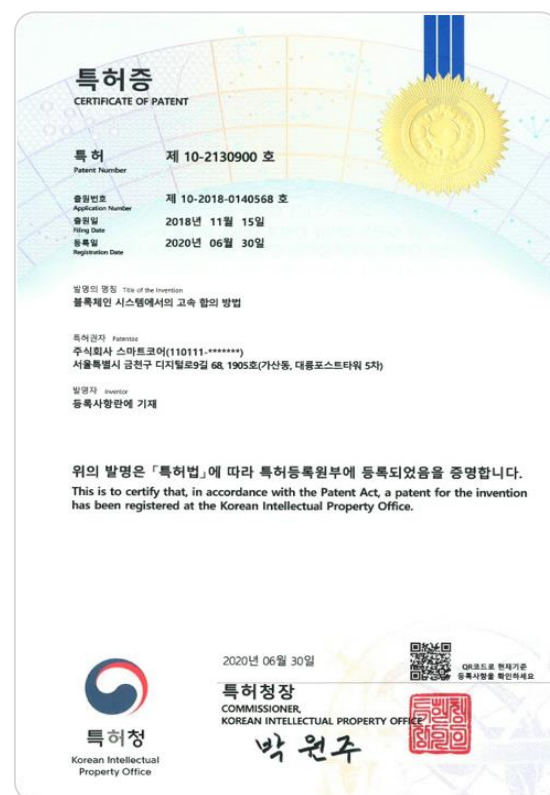 특허증
CERTIFICATE OF PATENT
특 허 제 10-2130900 호
Patent Number
출원번호 제 10-2018-0140568 호
Application Number
출원일 2018년 11월 15일
Filing Date
등록일 2020년 06월 30일
Registration Date
발명의 명칭 Title of the Invention
블록체인 시스템에서의 고속 합의 방법
특허권자 Patentee
주식회사 스마트코어(110111-*******)
서울특별시 금천구 디지털로9길 68, 1905호(가산동, 대륭포스트타워 5차)
발명자 Inventor
등록사항란에 기재
위의 발명은 「특허법」에 따라 특허등록원부에 등록되었음을 증명합니다.
This is to certify that, in accordance with the Patent Act, a patent for the invention
has been registered at the Korean Intellectual Property Office.
2020년 06월 30일
QR코드로 현재기준
등록사항을 확인하세요
특허청장
COMMISSIONER,
KOREAN INTELLECTUAL PROPERTY OFFICE
박 원 주
특허청
Korean Intellectual
Property Office